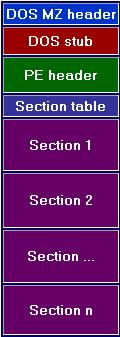 DOS MZ header
DOS stub
PE header
Section table
Section 1
Section 2
Section ...
Section n